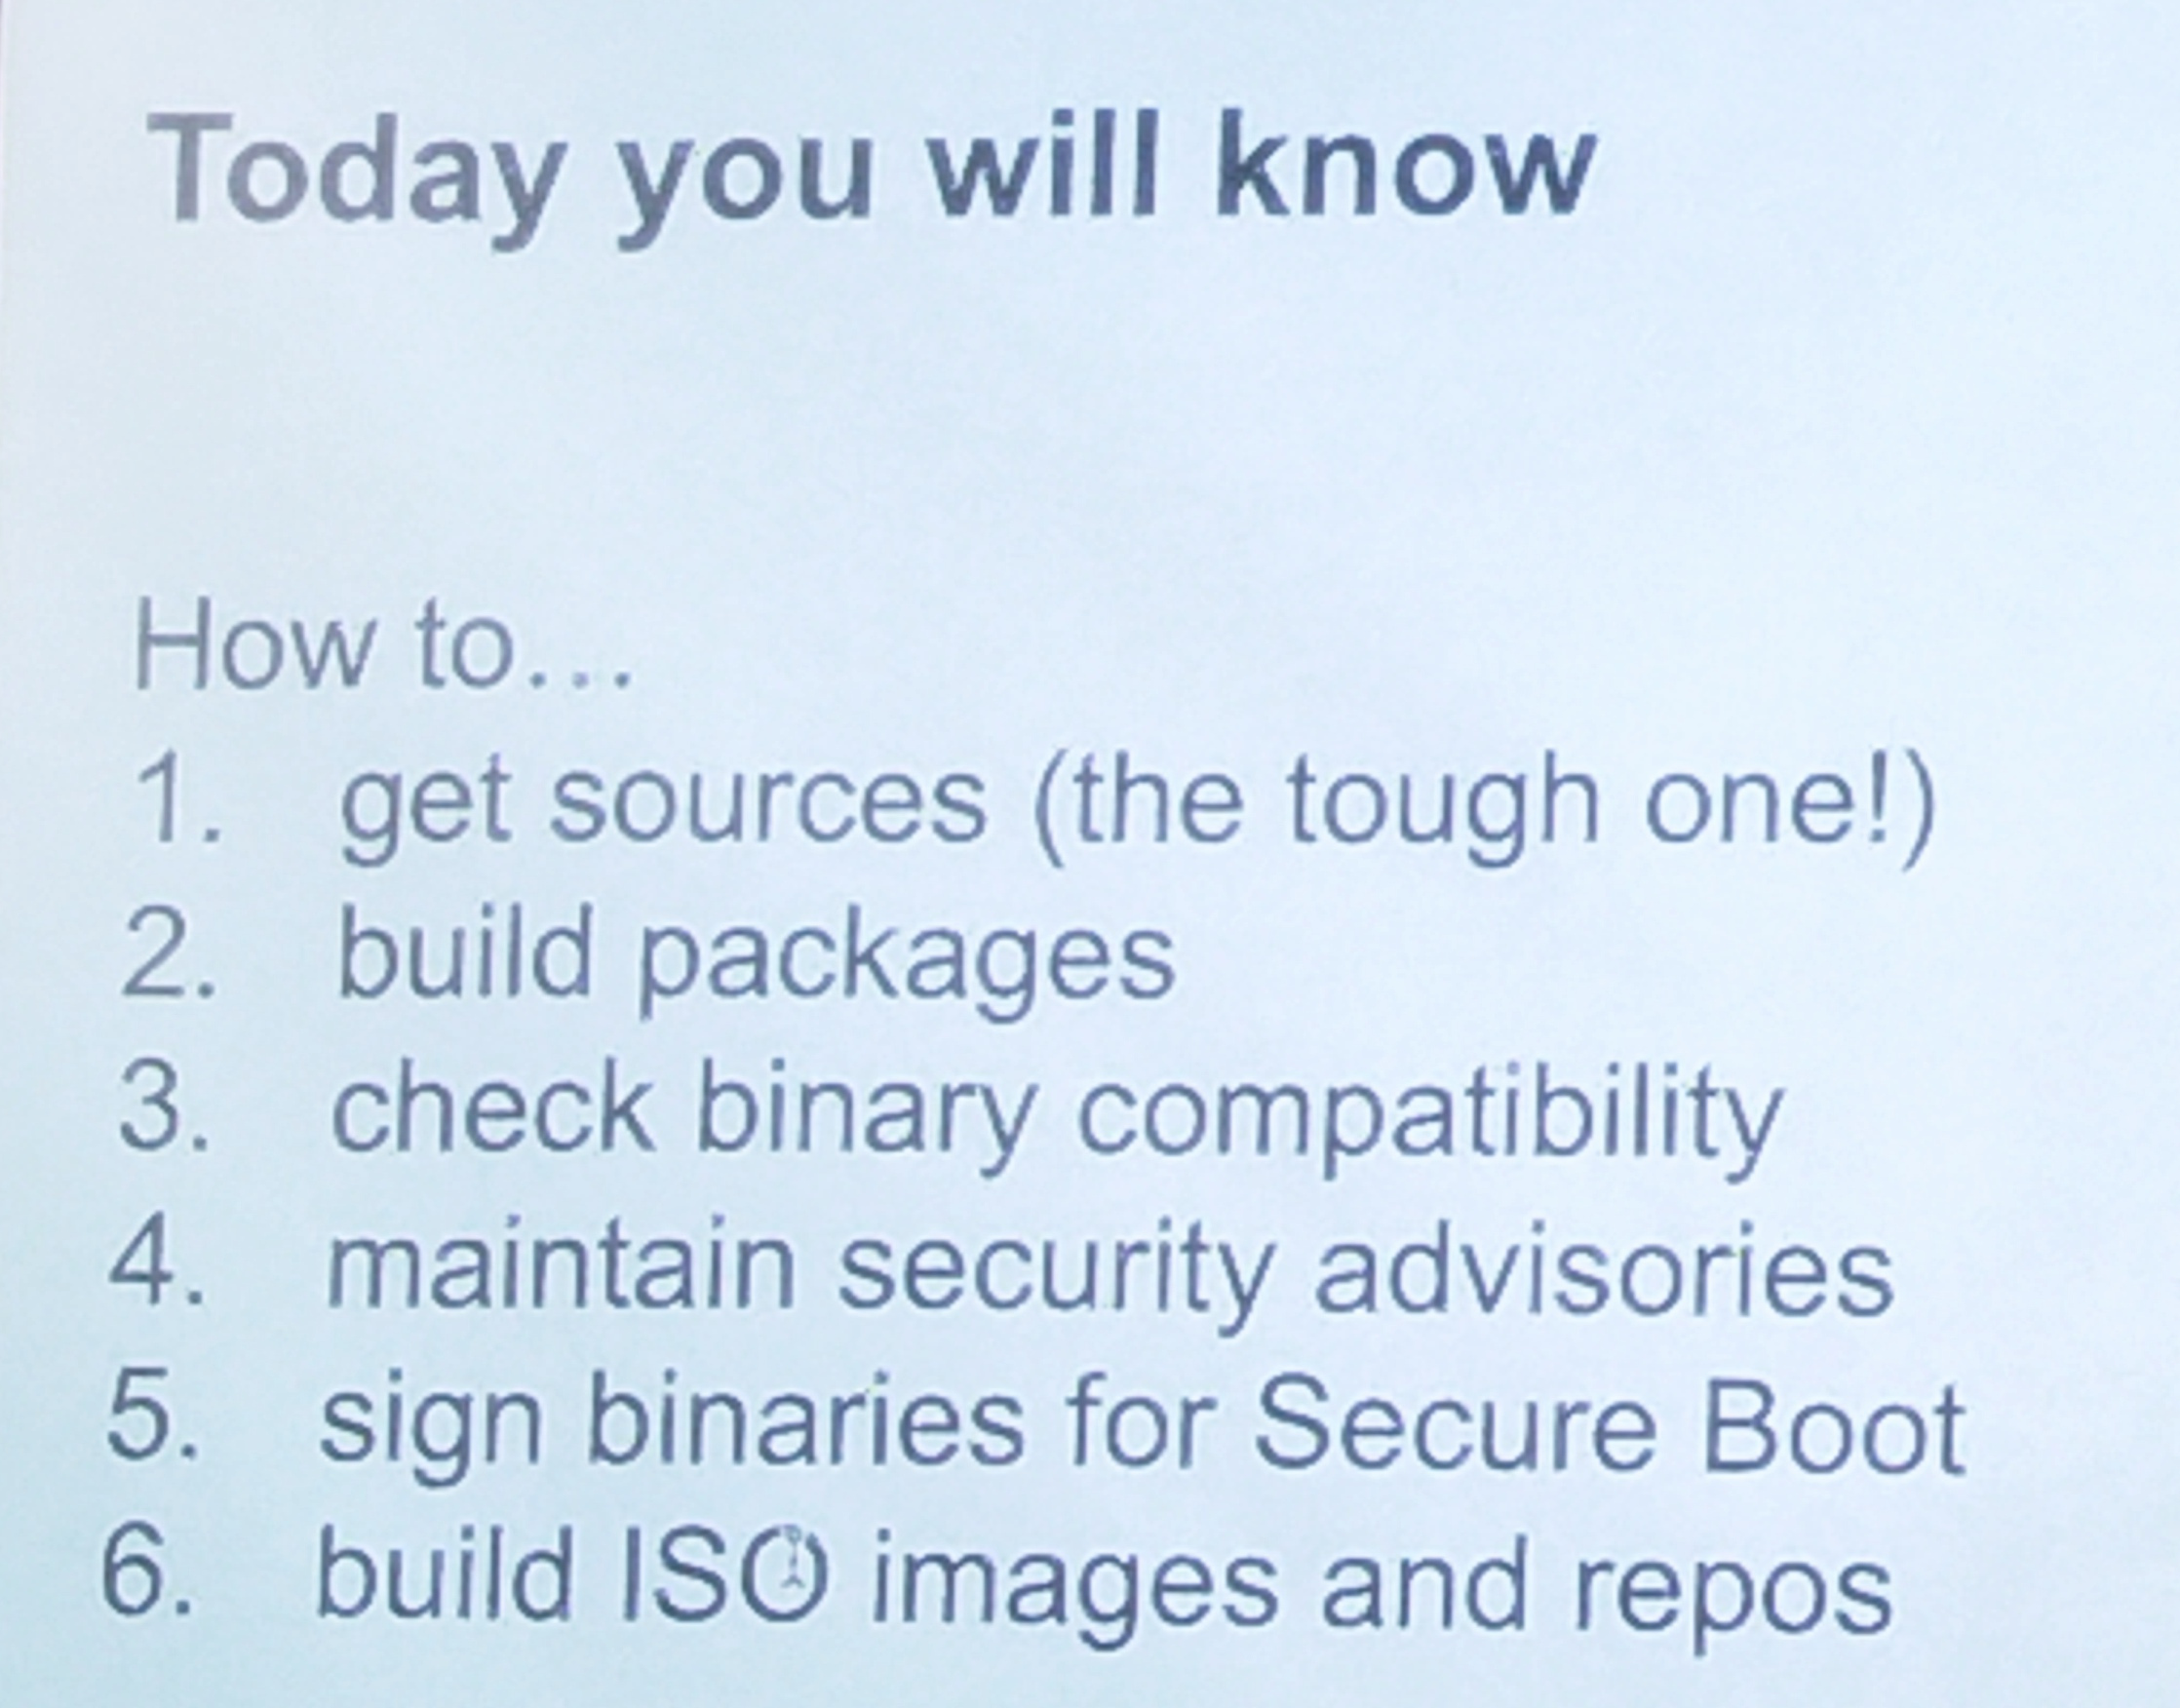 Today you will know
How to...
1. get sources (the tough one!)
2. build packages
3. check binary compatibility
4. maintain security advisories
5. sign binaries for Secure Boot
6. build ISO images and repos